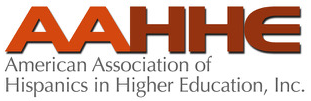 AAHHE
American Association of
Hispanics in Higher Education, Inc.